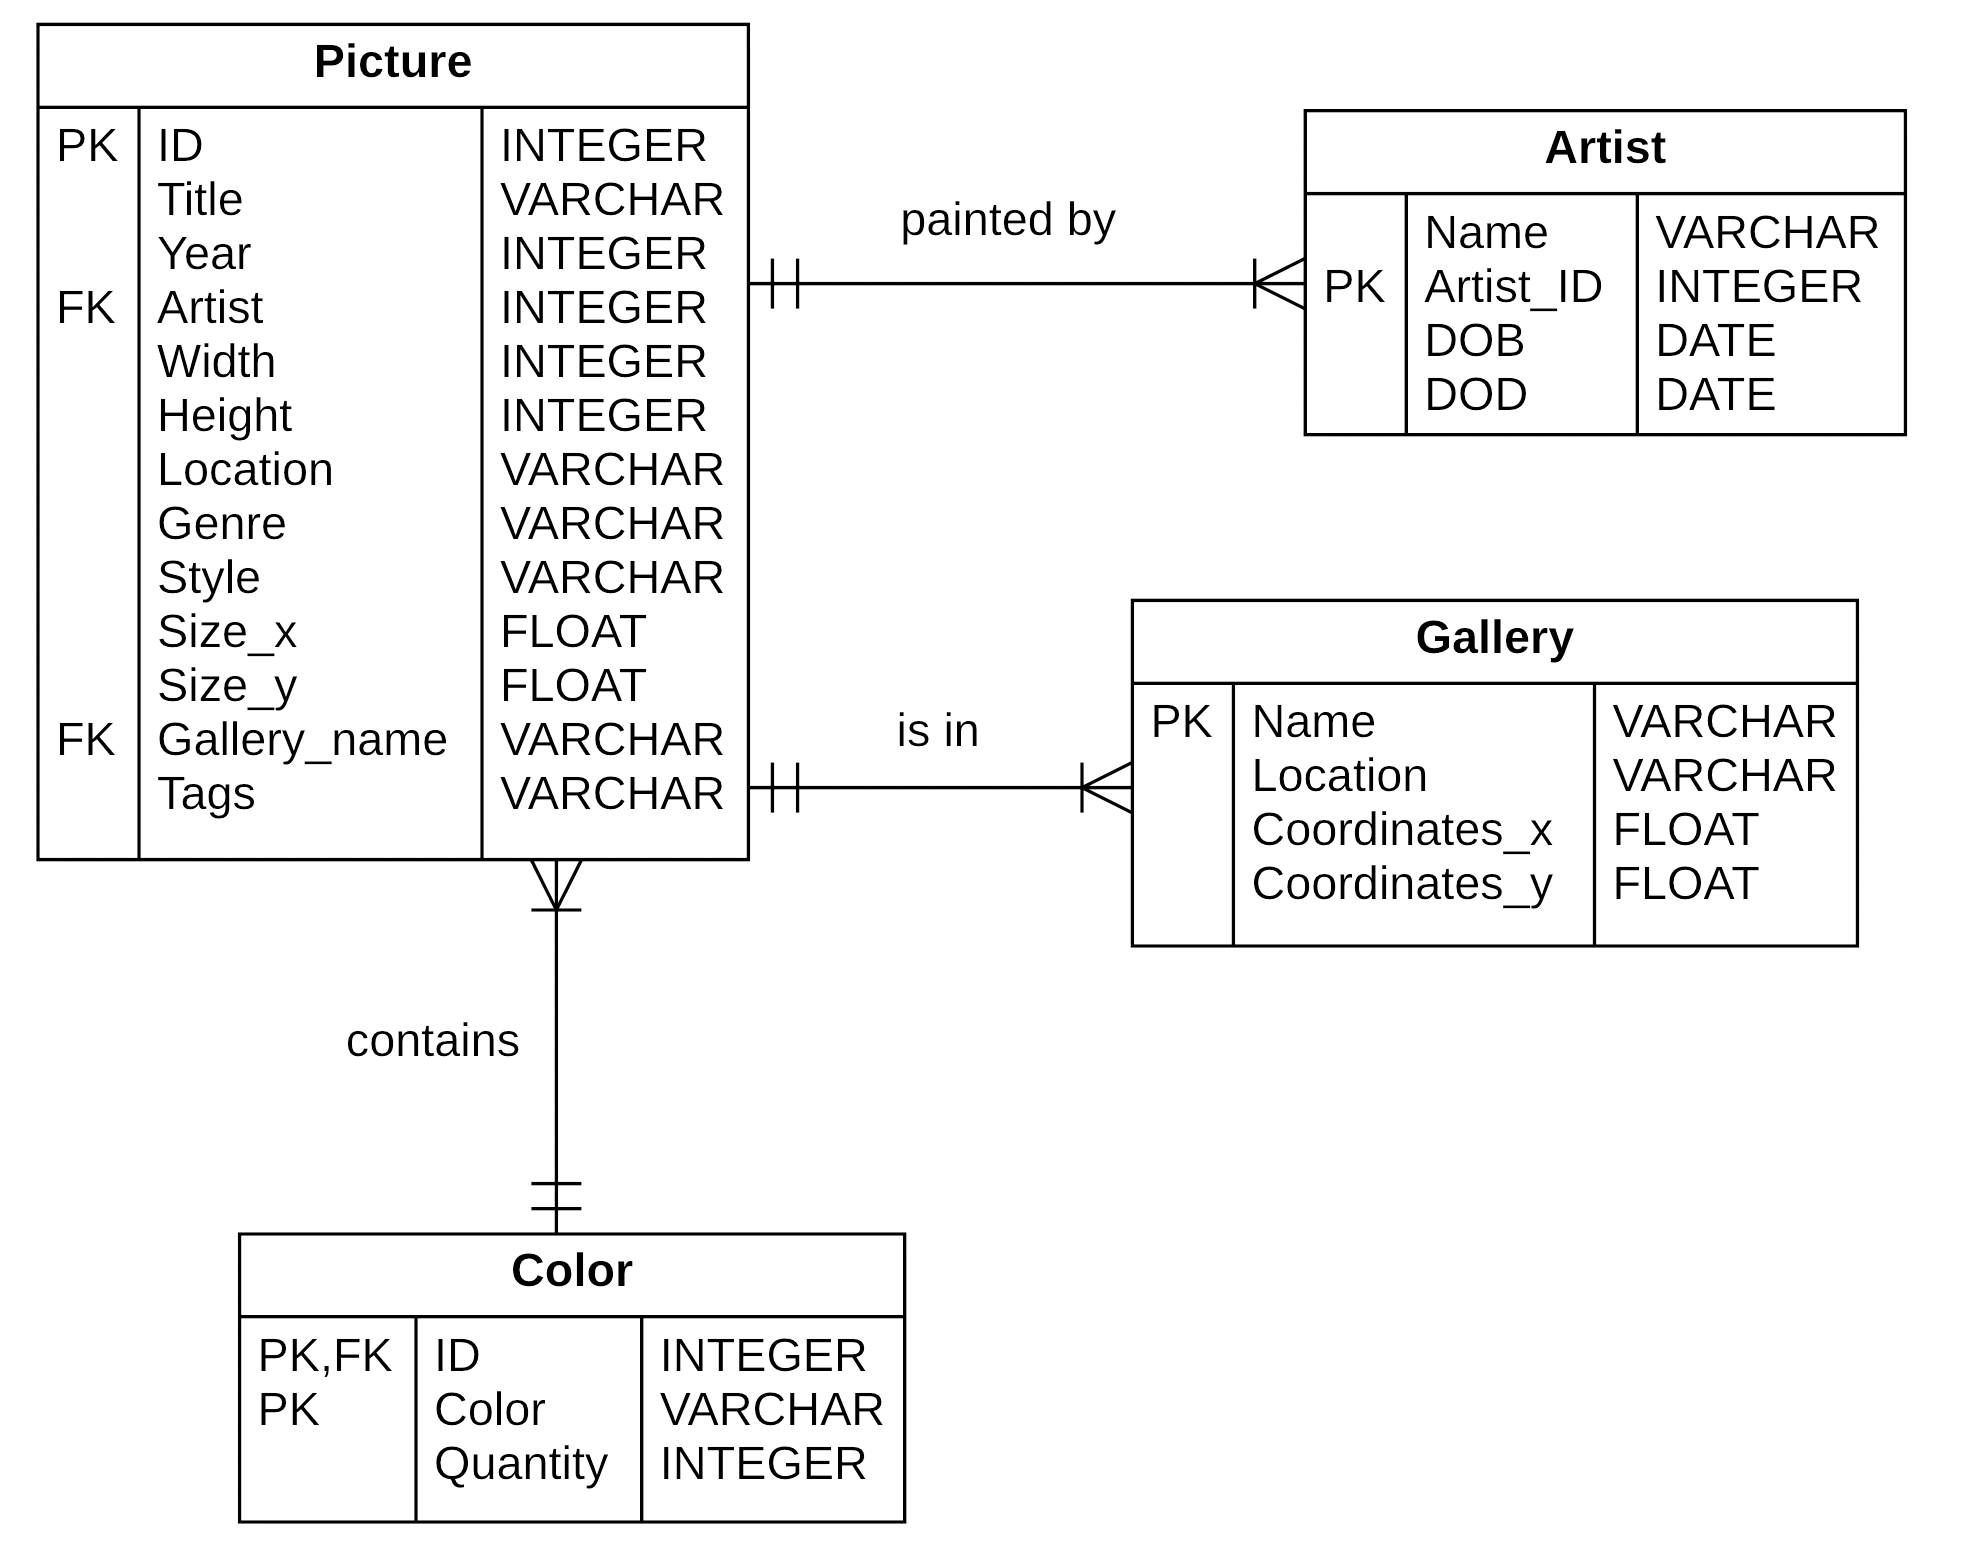 Picture
PK ID INTEGER
Title VARCHAR
Year INTEGER
FK Artist INTEGER
Width INTEGER
Height INTEGER
Location VARCHAR
Genre VARCHAR
Style VARCHAR
Size_x FLOAT
Size_y FLOAT
FK Gallery_name VARCHAR
Tags VARCHAR
painted by
Artist
Name VARCHAR
PK Artist_ID INTEGER
DOB DATE
DOD DATE
is in
Gallery
PK Name VARCHAR
Location VARCHAR
Coordinates_x FLOAT
Coordinates_y FLOAT
contains
Color
PK,FK ID INTEGER
PK Color VARCHAR
Quantity INTEGER